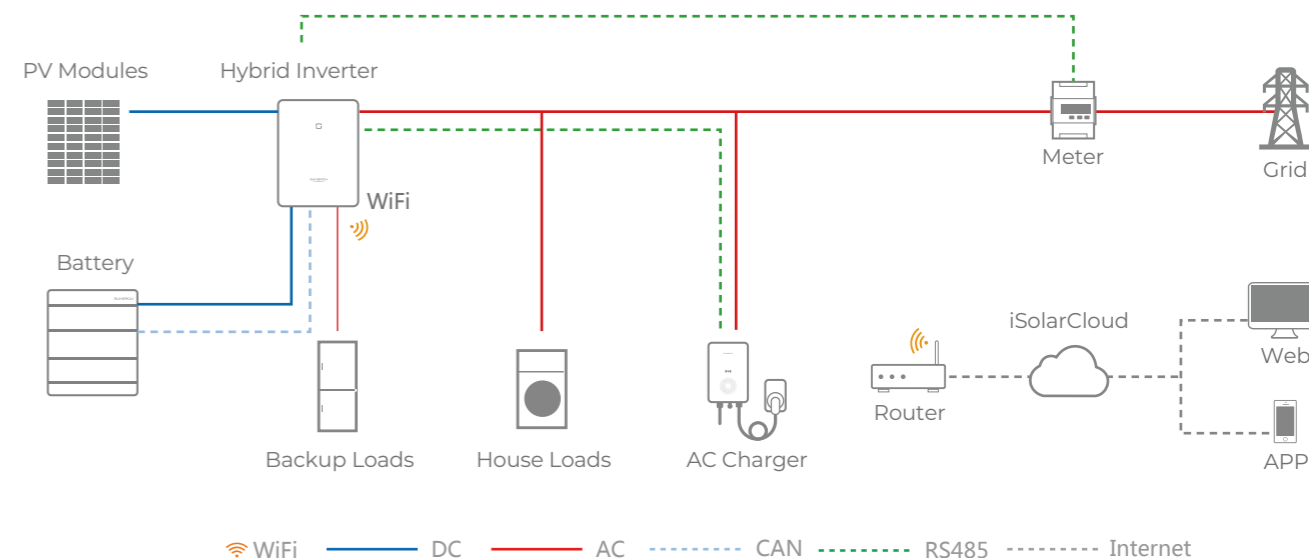 PV Modules
Hybrid Inverter
Meter
Grid
WiFi
Battery
iSolarCloud
Web
Router
APP
Backup Loads
House Loads
AC Charger
WiFi
DC
AC
CAN
RS485
Internet